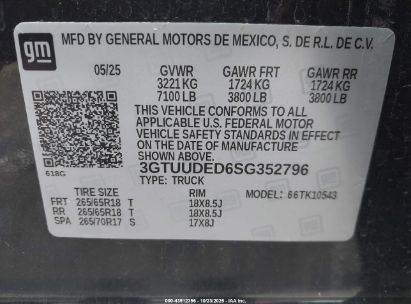 gm
MFD BY GENERAL MOTORS DE MEXICO, S. DE R.L. DE C.V.
05/25 GVWR GAWR FRT GAWR RR
3221 KG 1724 KG 1724 KG
7100 LB 3800 LB 3800 LB
THIS VEHICLE CONFORMS TO ALL
APPLICABLE U.S. FEDERAL MOTOR
VEHICLE SAFETY STANDARDS IN EFFECT
ON THE DATE OF MANUFACTURE
SHOWN ABOVE.
618G 3GTUUDED6SG352796
TYPE: TRUCK
TIRE SIZE RIM MODEL: 66TK10543
FRT 265/65R18 T 18X8.5J
RR 265/65R18 T 18X8.5J
SPA 265/70R17 S 17X8J